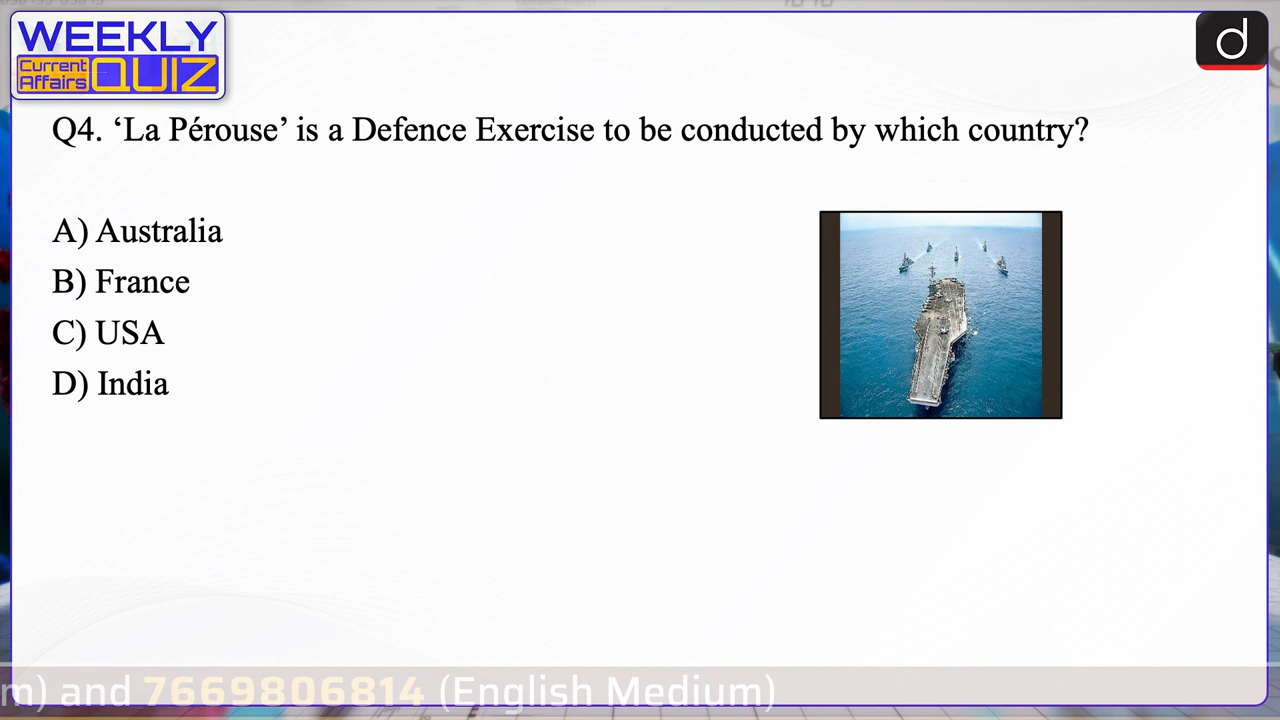 WEEKLY
Current
Affairs
QUIZ
d
Q4. ‘La Pérouse’ is a Defence Exercise to be conducted by which country?
A) Australia
B) France
C) USA
D) India
m) and 7669806814 (English Medium)